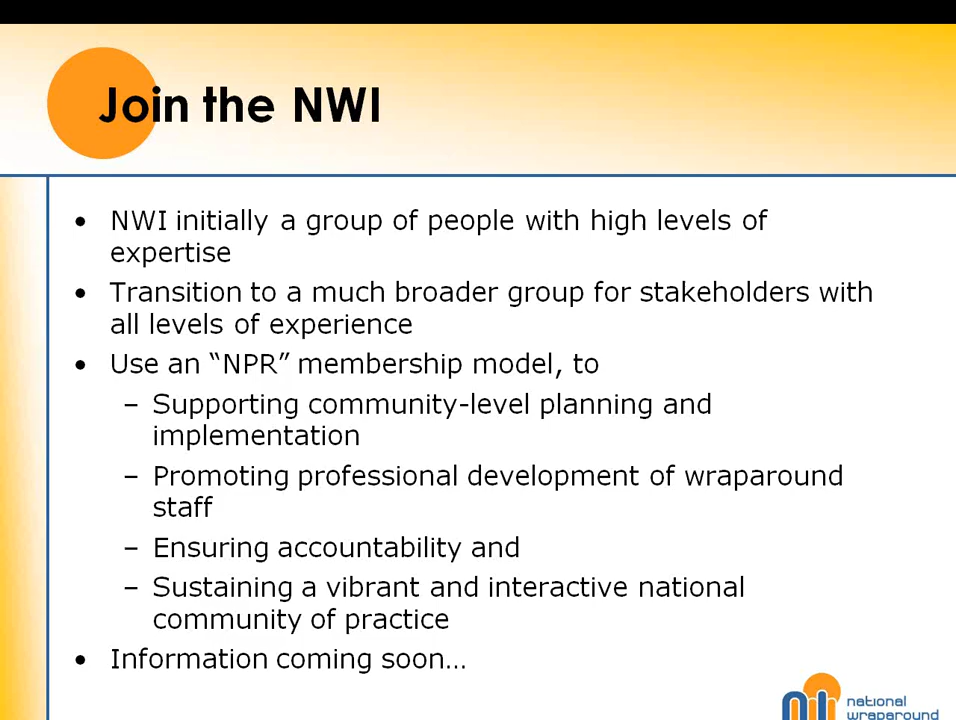 Join the NWI
• NWI initially a group of people with high levels of
expertise
• Transition to a much broader group for stakeholders with
all levels of experience
• Use an “NPR” membership model, to
– Supporting community-level planning and
implementation
– Promoting professional development of wraparound
staff
– Ensuring accountability and
– Sustaining a vibrant and interactive national
community of practice
• Information coming soon…
national
wraparound